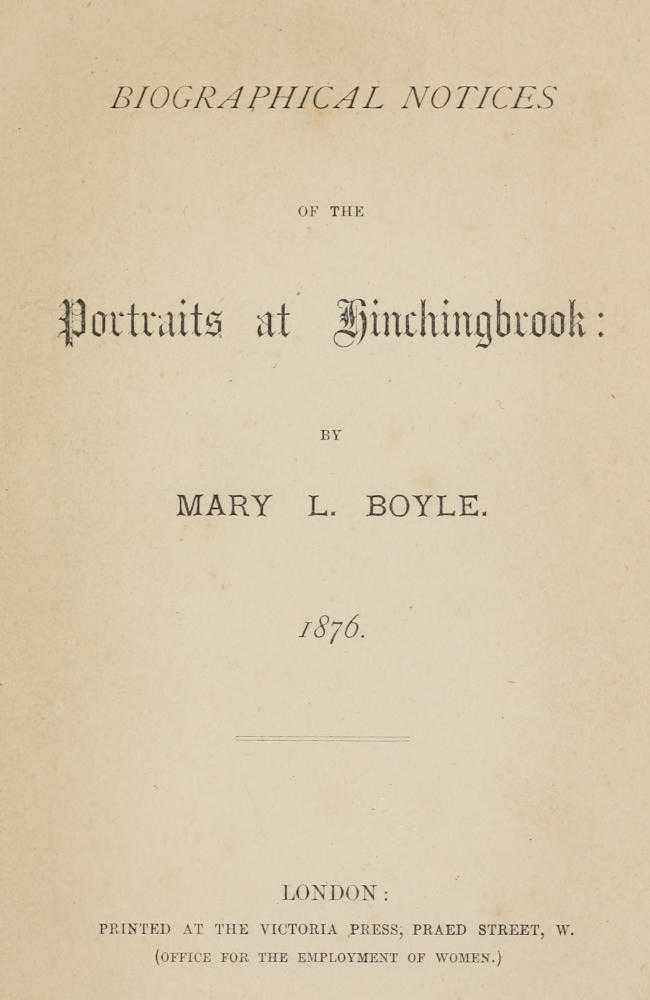 BIOGRAPHICAL NOTICES
OF THE
Portraits at Hinchingbrook:
BY
MARY L. BOYLE.
1876.
LONDON:
PRINTED AT THE VICTORIA PRESS, PRAED STREET, W.
(OFFICE FOR THE EMPLOYMENT OF WOMEN.)